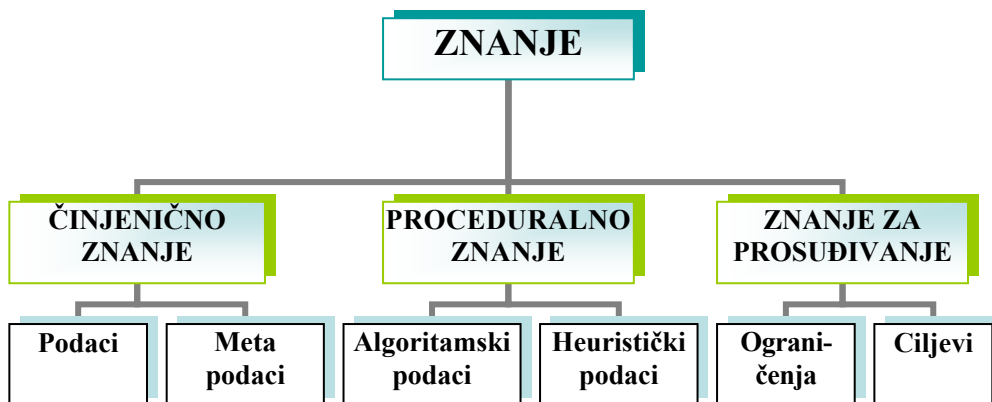 ZNANJE
ČINJENIČNO
ZNANJE
PROCEDURALNO
ZNANJE
ZNANJE ZA
PROSUĐIVANJE
Podaci
Meta
podaci
Algoritamski
podaci
Heuristički
podaci
Ograni-
čenja
Ciljevi